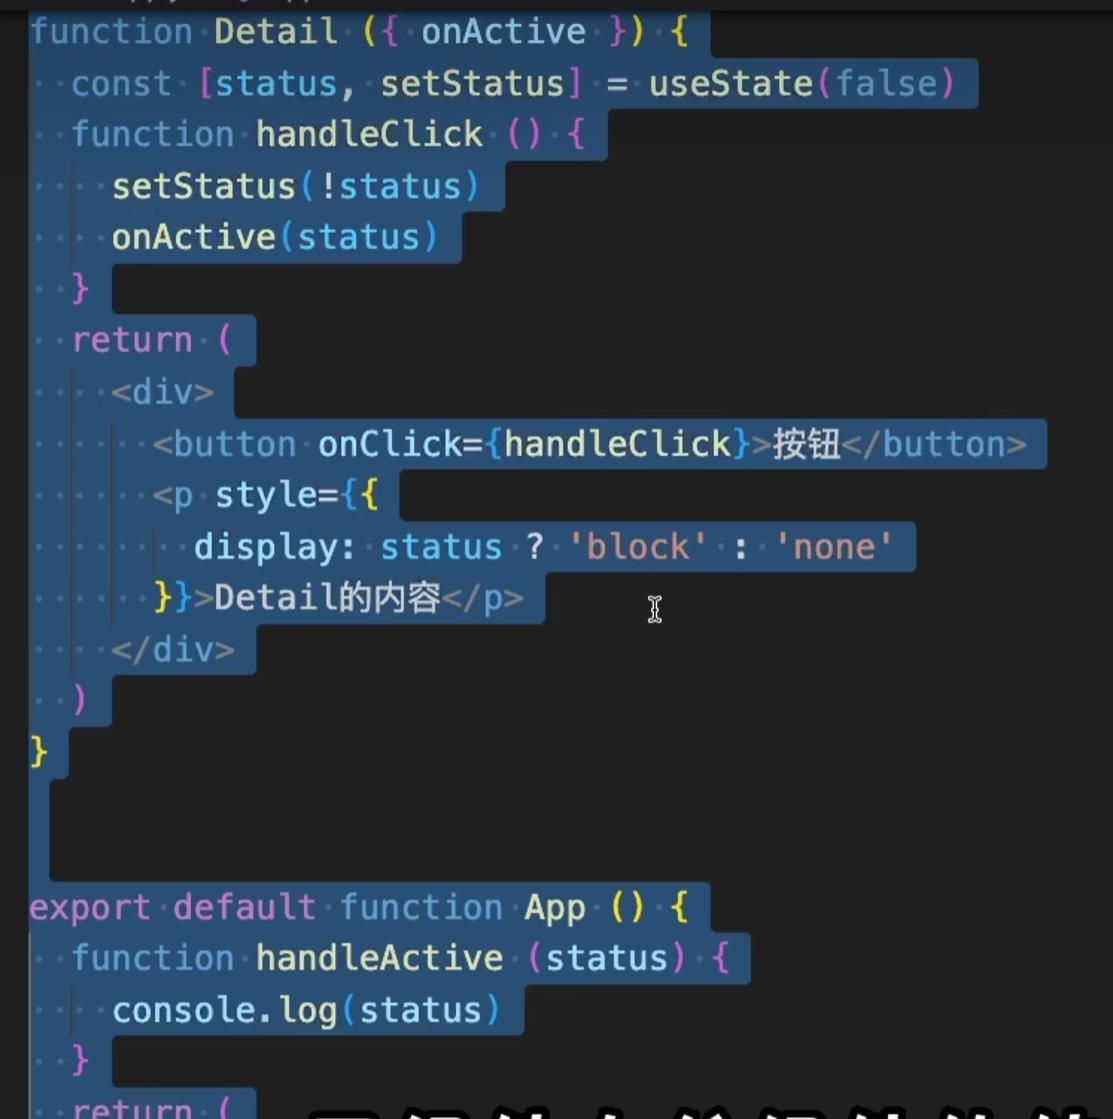 function Detail ({ onActive }) {
  const [status, setStatus] = useState(false)
  function handleClick () {
    setStatus(!status)
    onActive(status)
  }
  return (
    <div>
      <button onClick={handleClick}>按钮</button>
      <p style={{
        display: status ? 'block' : 'none'
      }}>Detail的内容</p>
    </div>
  )
}
export default function App () {
  function handleActive (status) {
    console.log(status)
  }
  return (